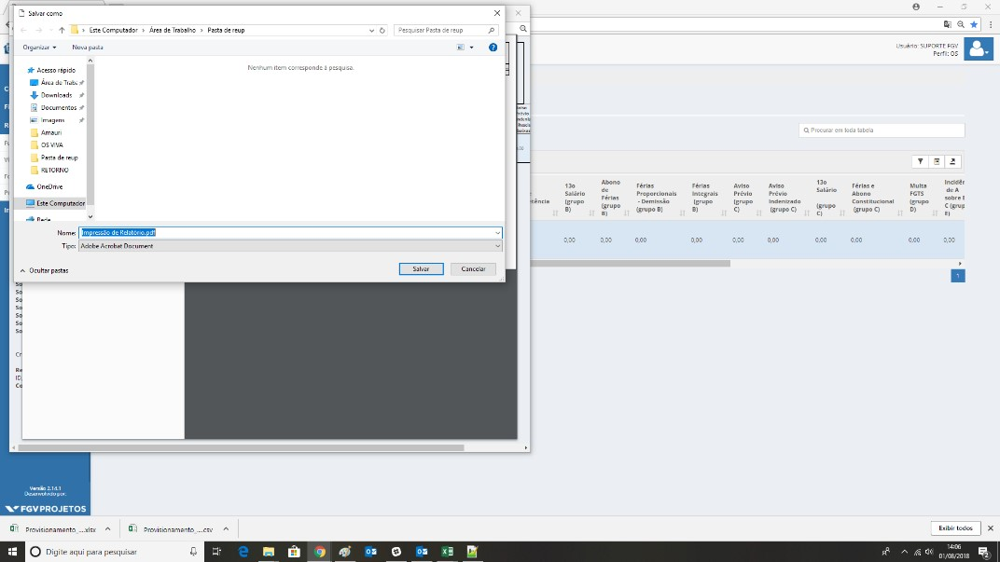 Salvar como
Este Computador > Área de Trabalho > Pasta de reup
Pesquisar Pasta de reup
Organizar
Nova pasta
Nenhum item corresponde à pesquisa.
Acesso rápido
Área de Traba
Downloads
Documentos
Imagens
Amauri
OS VIVA
Pasta de reup
RETORNO
OneDrive
Este Computador
Rede
Nome: Impressão de Relatório.pdf
Tipo: Adobe Acrobat Document
Ocultar pastas
Salvar
Cancelar
Usuário: SUPORTE FGV
Perfil: OS
Procurar em toda tabela
13o Salário (grupo B)
Abono de Férias (grupo B)
Férias Proporcionais - Demissão (grupo B)
Férias Integrais (grupo B)
Aviso Prévio (grupo C)
Aviso Prévio Indenizado (grupo C)
13o Salário (grupo C)
Férias e Abono Constitucional (grupo C)
Multa FGTS (grupo D)
0,00 0,00 0,00 0,00 0,00 0,00 0,00 0,00 0,00 0,00
1
Versão 2.14.1
Desenvolvido por:
FGV PROJETOS
Provisionamento_....xlsx
Provisionamento_....csv
Exibir todos
Digite aqui para pesquisar
14:06
01/08/2018
2